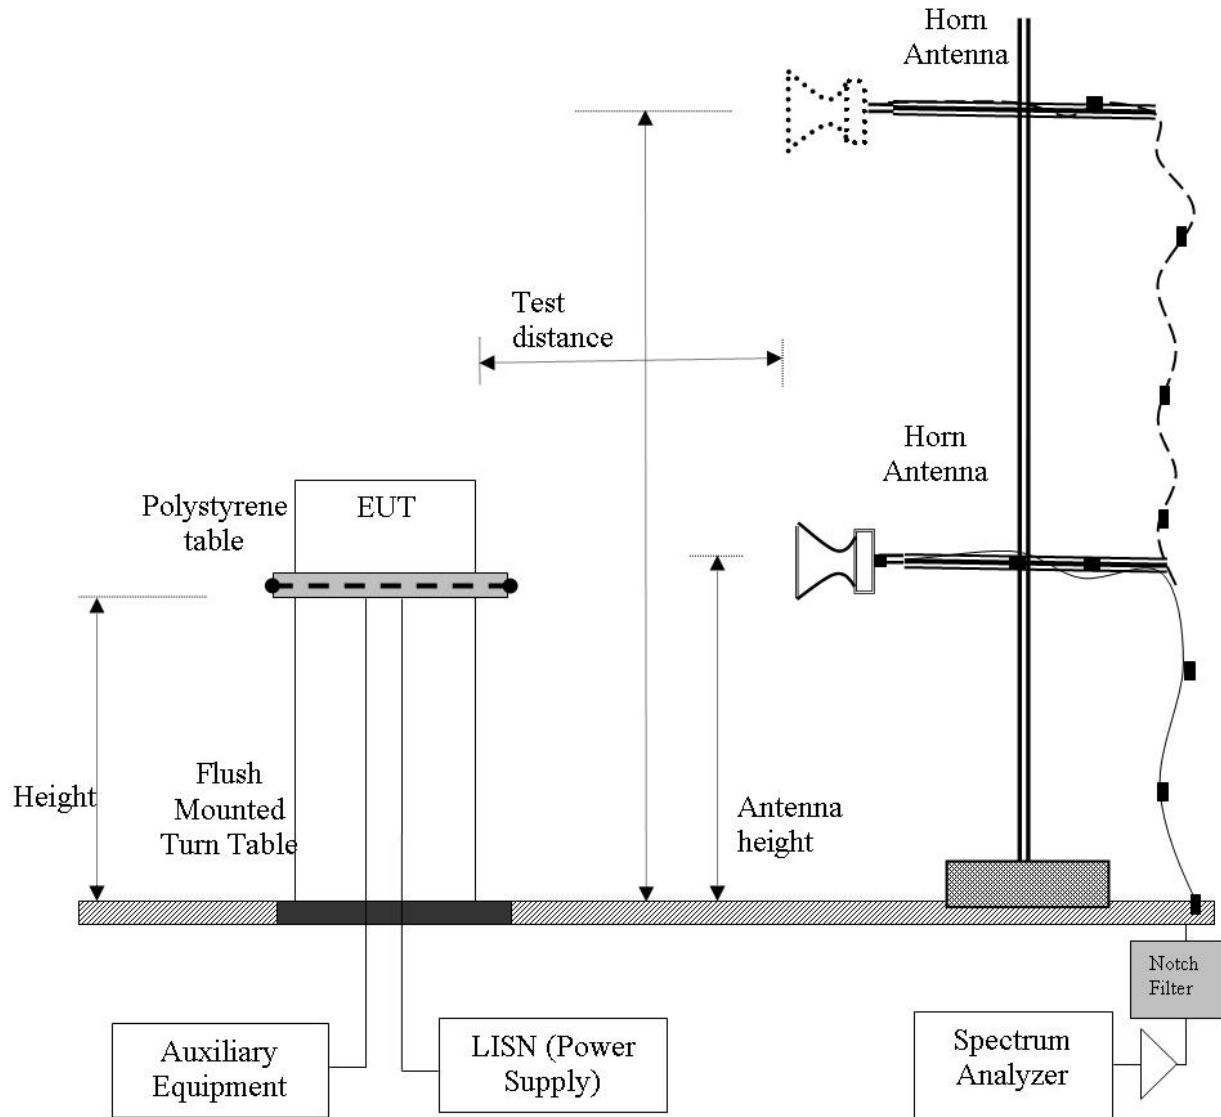 Horn
Antenna
Test
distance
Horn
Antenna
Polystyrene
table
EUT
Height
Flush
Mounted
Turn Table
Antenna
height
Notch
Filter
Auxiliary
Equipment
LISN (Power
Supply)
Spectrum
Analyzer